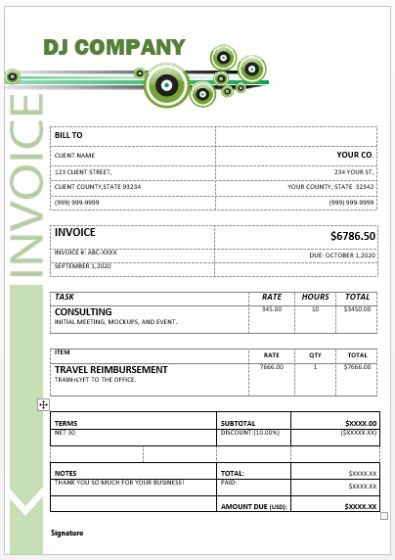 DJ COMPANY
INVOICE
BILL TO
CLIENT NAME YOUR CO.
123 CLIENT STREET, 234 YOUR ST,
CLIENT COUNTY,STATE 93234 YOUR COUNTY, STATE 32342
(999) 999-9999 (999) 999-9999
INVOICE $6786.50
INVOICE #: ABC-XXXX DUE: OCTOBER 1,2020
SEPTEMBER 1,2020
TASK RATE HOURS TOTAL
CONSULTING 345.00 10 $3450.00
INITIAL MEETING, MOCKUPS, AND EVENT.
ITEM RATE QTY TOTAL
TRAVEL REIMBURSEMENT 7666.00 1 $7666.00
TRAIN+LYFT TO THE OFFICE.
TERMS SUBTOTAL $XXXX.00
NET 30 DISCOUNT (10.00%) ($XXXXX.XX)
NOTES TOTAL: $XXXX.XX
THANK YOU SO MUCH FOR YOUR BUSINESS! PAID: $XXXX.XX
AMOUNT DUE (USD): $XXXX.XX
Signature